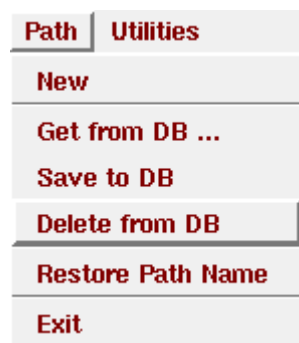 Path Utilities
New
Get from DB ...
Save to DB
Delete from DB
Restore Path Name
Exit